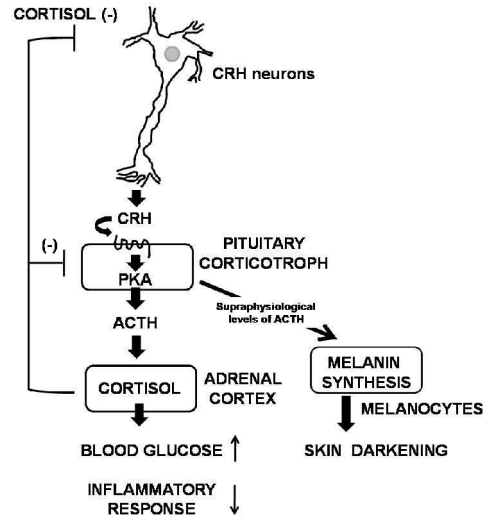 CORTISOL (-)
CRH neurons
CRH
(-)
PITUITARY
CORTICOTROPH
PKA
Supraphysiological
levels of ACTH
ACTH
CORTISOL
ADRENAL
CORTEX
MELANIN
SYNTHESIS
MELANOCYTES
BLOOD GLUCOSE
SKIN DARKENING
INFLAMMATORY
RESPONSE